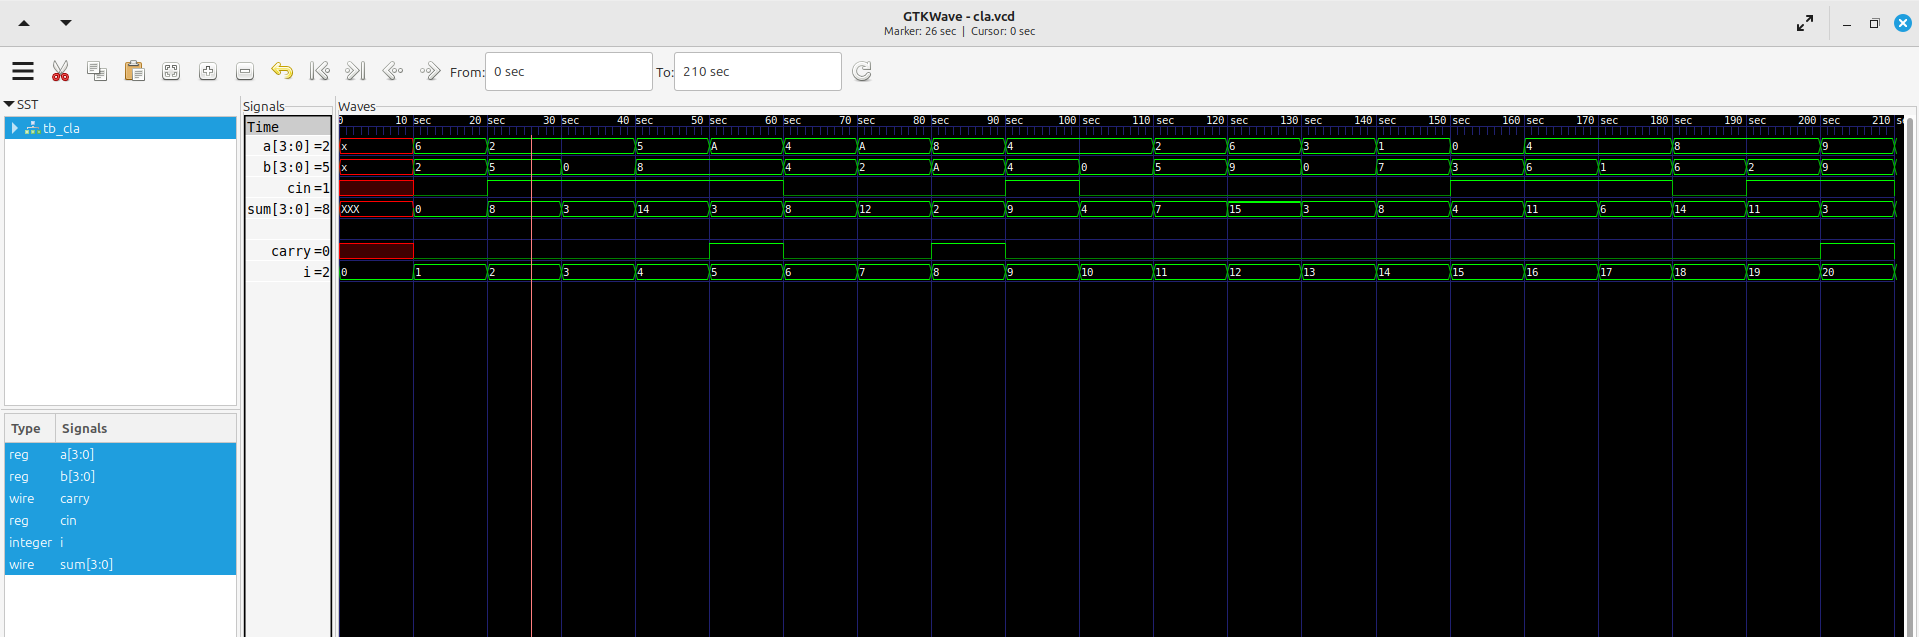 GTKWave - cla.vcd
Marker: 26 sec | Cursor: 0 sec
From: 0 sec To: 210 sec
SST
tb_cla
Type Signals
reg a[3:0]
reg b[3:0]
wire carry
reg cin
integer i
wire sum[3:0]
Signals
Time
a[3:0] =2
b[3:0] =5
cin =1
sum[3:0] =8
carry =0
i =2
Waves
0 10 sec 20 sec 30 sec 40 sec 50 sec 60 sec 70 sec 80 sec 90 sec 100 sec 110 sec 120 sec 130 sec 140 sec 150 sec 160 sec 170 sec 180 sec 190 sec 200 sec 210 s
x 6 2 5 A 4 A 8 4 2 6 3 1 0 4 8 9
x 2 5 0 8 4 2 A 4 0 5 9 0 7 3 6 1 6 2 9
XXX 0 8 3 14 3 8 12 2 9 4 7 15 3 8 4 11 6 14 11 3
0 1 2 3 4 5 6 7 8 9 10 11 12 13 14 15 16 17 18 19 20